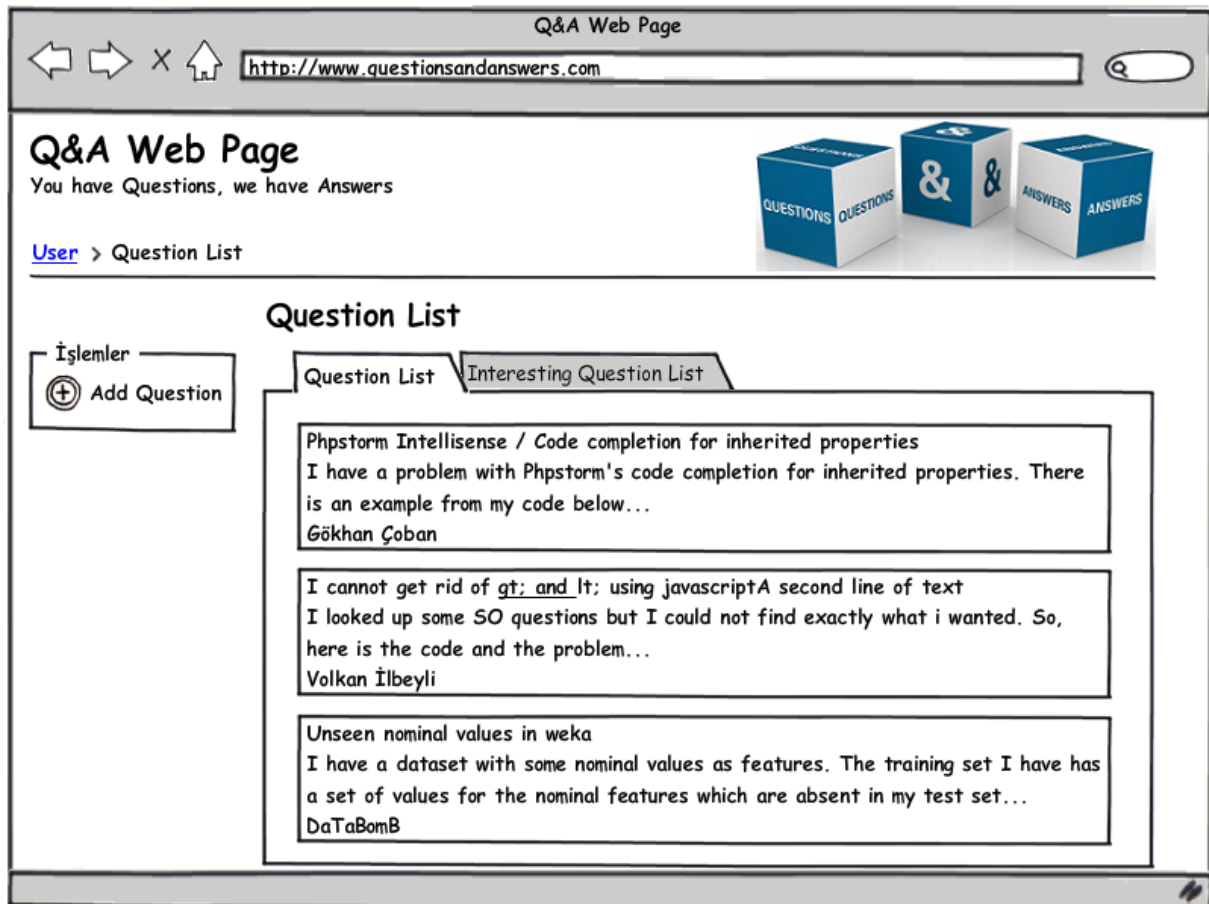 Q&A Web Page
http://www.questionsandanswers.com
Q&A Web Page
You have Questions, we have Answers
QUESTIONS
QUESTIONS
QUESTIONS
&
&
&
ANSWERS
ANSWERS
ANSWERS
User > Question List
Question List
İşlemler
Add Question
Question List
Interesting Question List
Phpstorm Intellisense / Code completion for inherited properties
I have a problem with Phpstorm's code completion for inherited properties. There
is an example from my code below...
Gökhan Çoban
I cannot get rid of gt; and lt; using javascriptA second line of text
I looked up some SO questions but I could not find exactly what i wanted. So,
here is the code and the problem...
Volkan İlbeyli
Unseen nominal values in weka
I have a dataset with some nominal values as features. The training set I have has
a set of values for the nominal features which are absent in my test set...
DaTaBomB